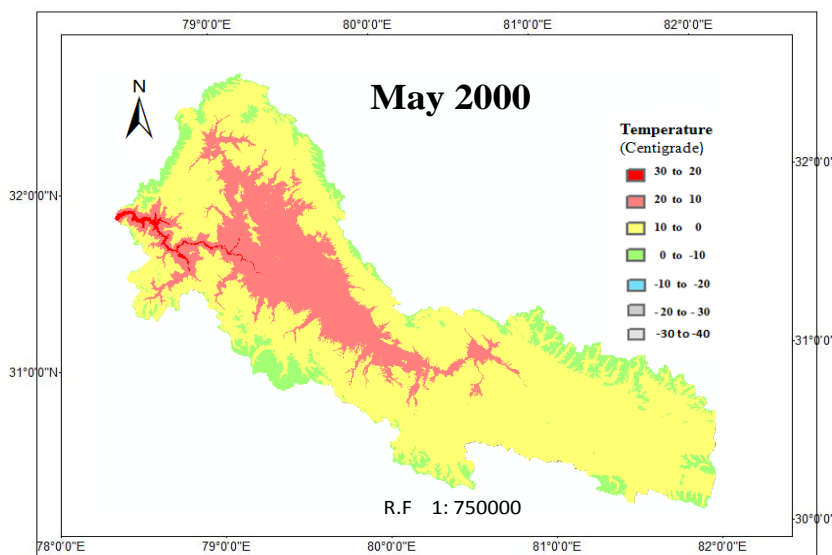 79°0'0"E 80°0'0"E 81°0'0"E 82°0'0"E
N
May 2000
Temperature
(Centigrade)
30 to 20
20 to 10
10 to 0
0 to -10
-10 to -20
-20 to -30
-30 to -40
32°0'0"N 32°0'0"N
31°0'0"N 31°0'0"N
30°0'0"N
R.F 1: 750000
78°0'0"E 79°0'0"E 80°0'0"E 81°0'0"E 82°0'0"E